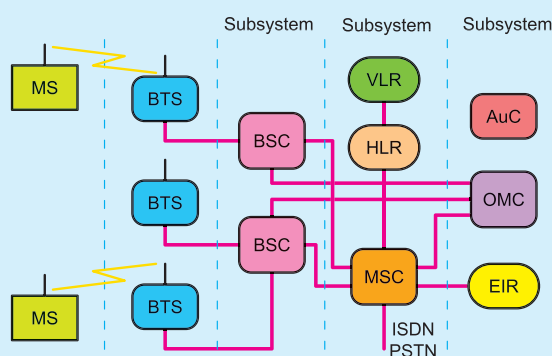 Subsystem
Subsystem
Subsystem
MS
BTS
VLR
AuC
BSC
HLR
BTS
OMC
BSC
MSC
EIR
MS
BTS
ISDN
PSTN